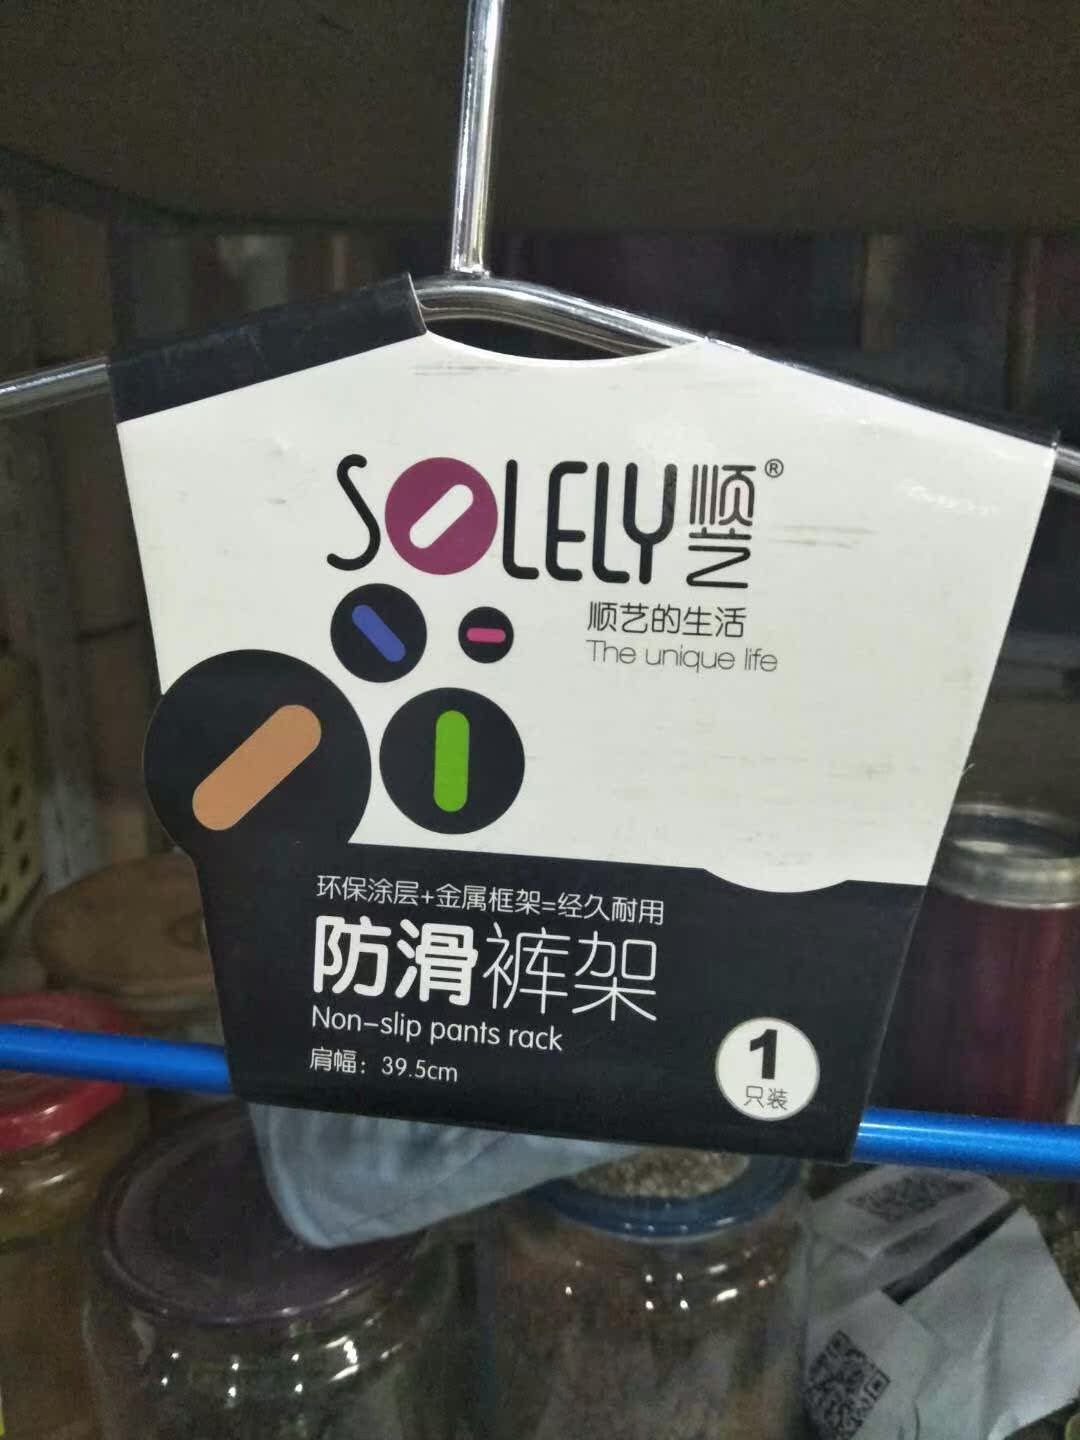 SOLELY顺艺®
顺艺的生活
The unique life
环保涂层+金属框架=经久耐用
防滑裤架
Non-slip pants rack
肩幅：39.5cm
1
只装